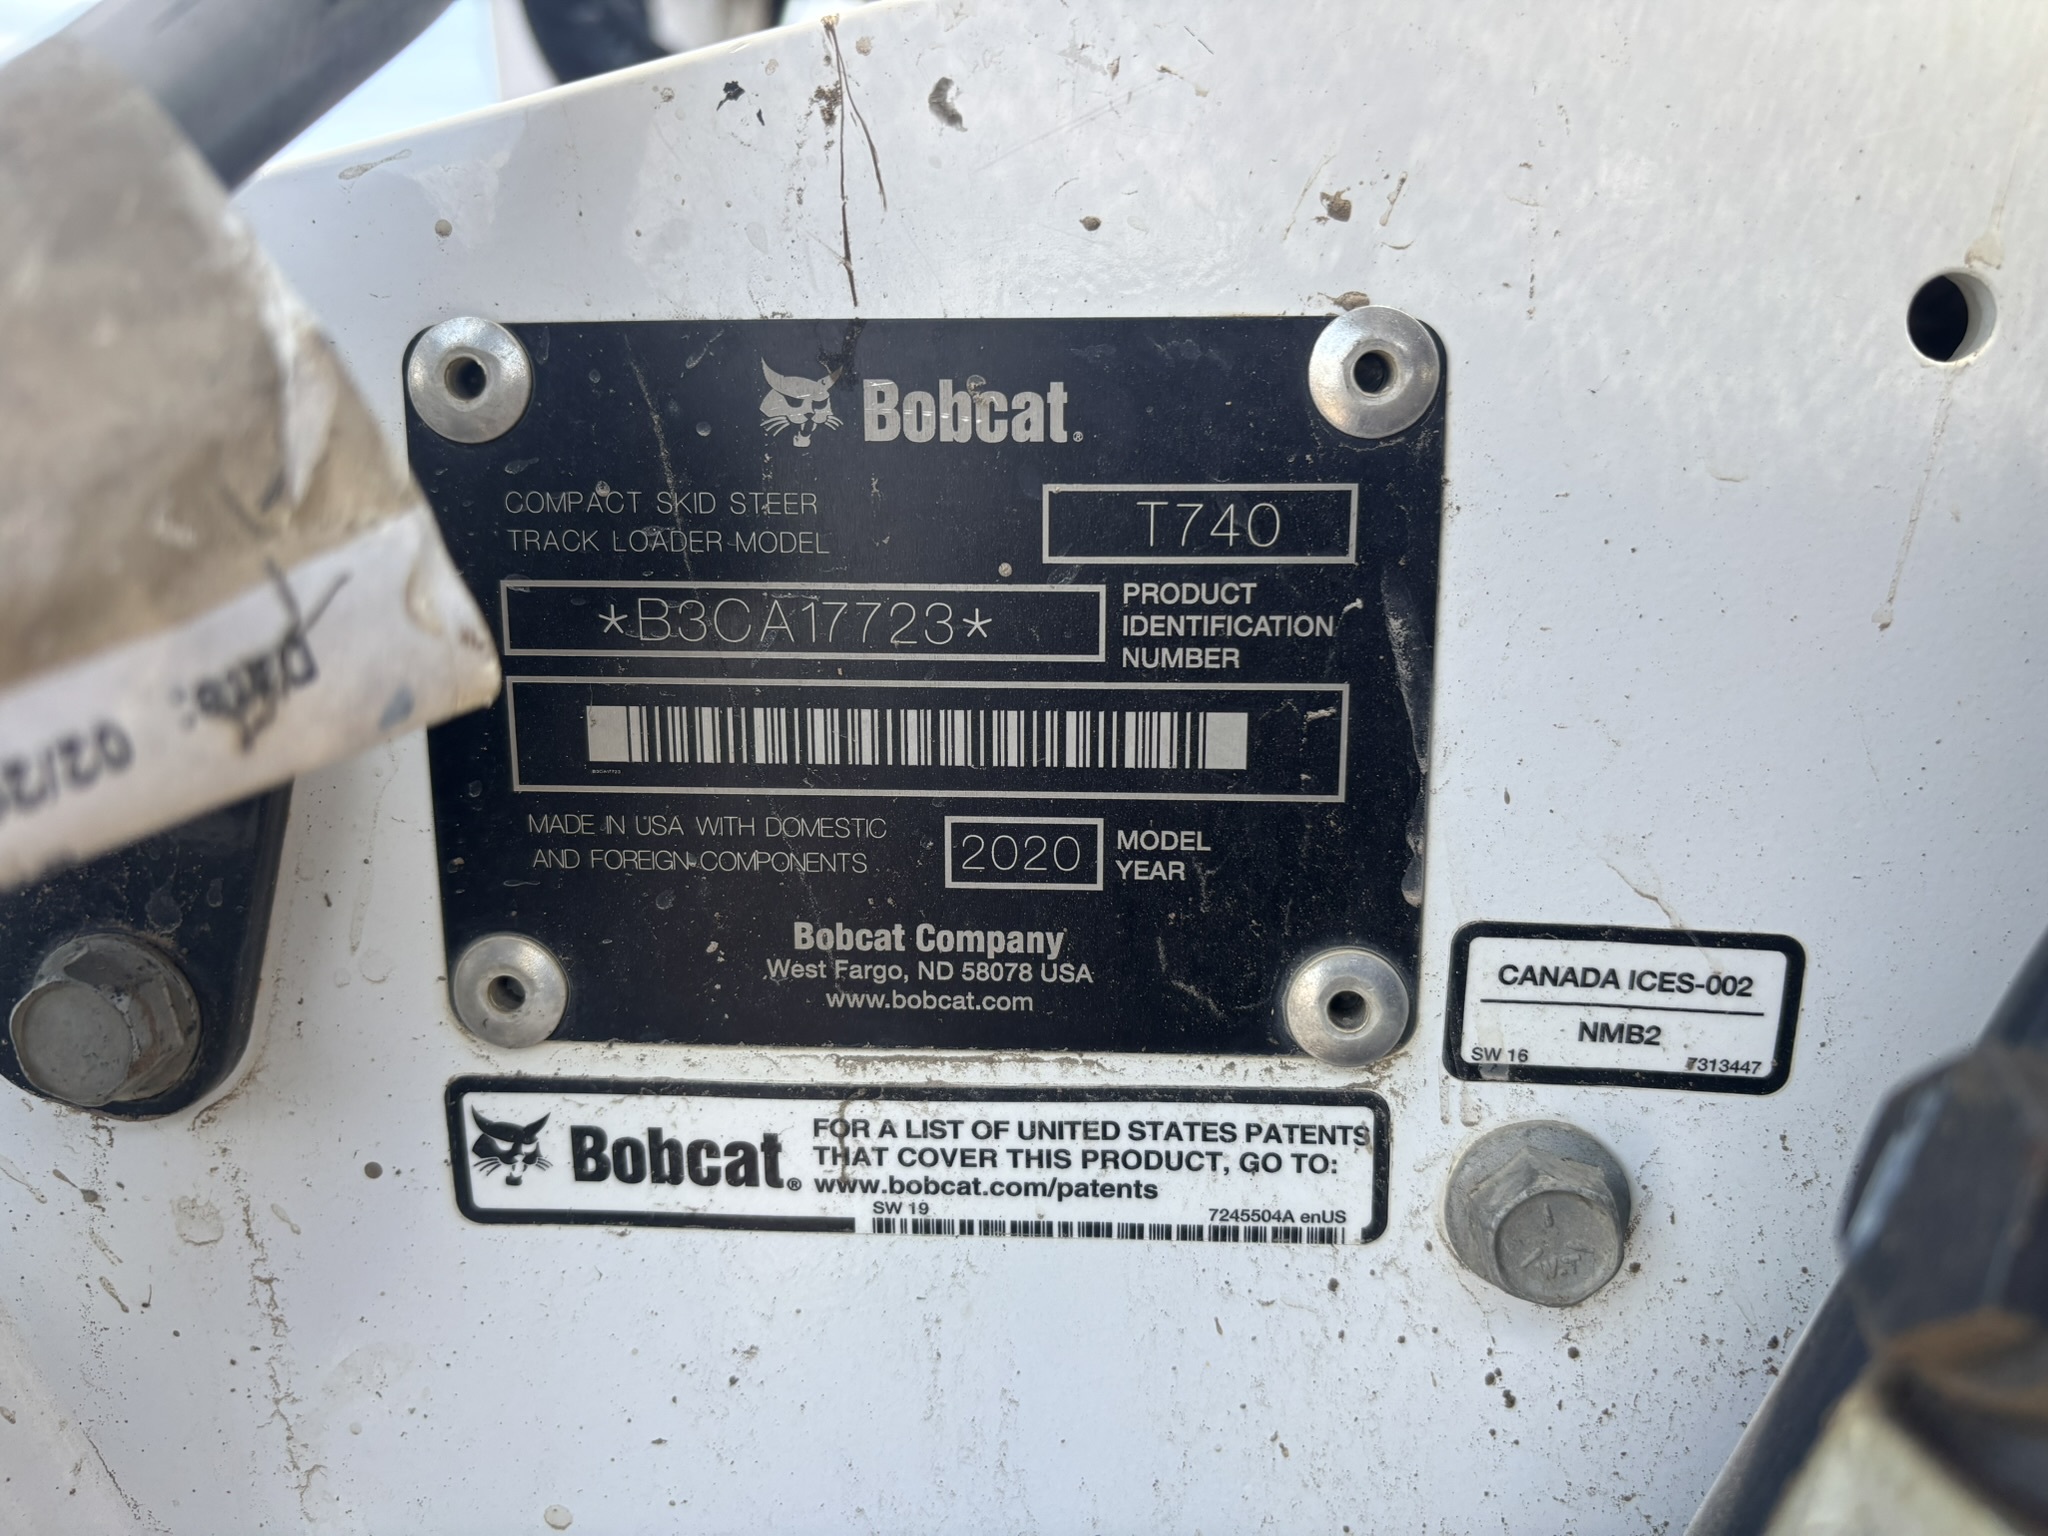 Bobcat®
COMPACT SKID STEER
TRACK LOADER MODEL
T740
*B3CA17723*
PRODUCT
IDENTIFICATION
NUMBER
B3CA17723
MADE IN USA WITH DOMESTIC
AND FOREIGN COMPONENTS
2020
MODEL
YEAR
Bobcat Company
West Fargo, ND 58078 USA
www.bobcat.com
CANADA ICES-002
NMB2
SW 16
7313447
Bobcat®
FOR A LIST OF UNITED STATES PATENTS
THAT COVER THIS PRODUCT, GO TO:
www.bobcat.com/patents
SW 19
7245504A enUS